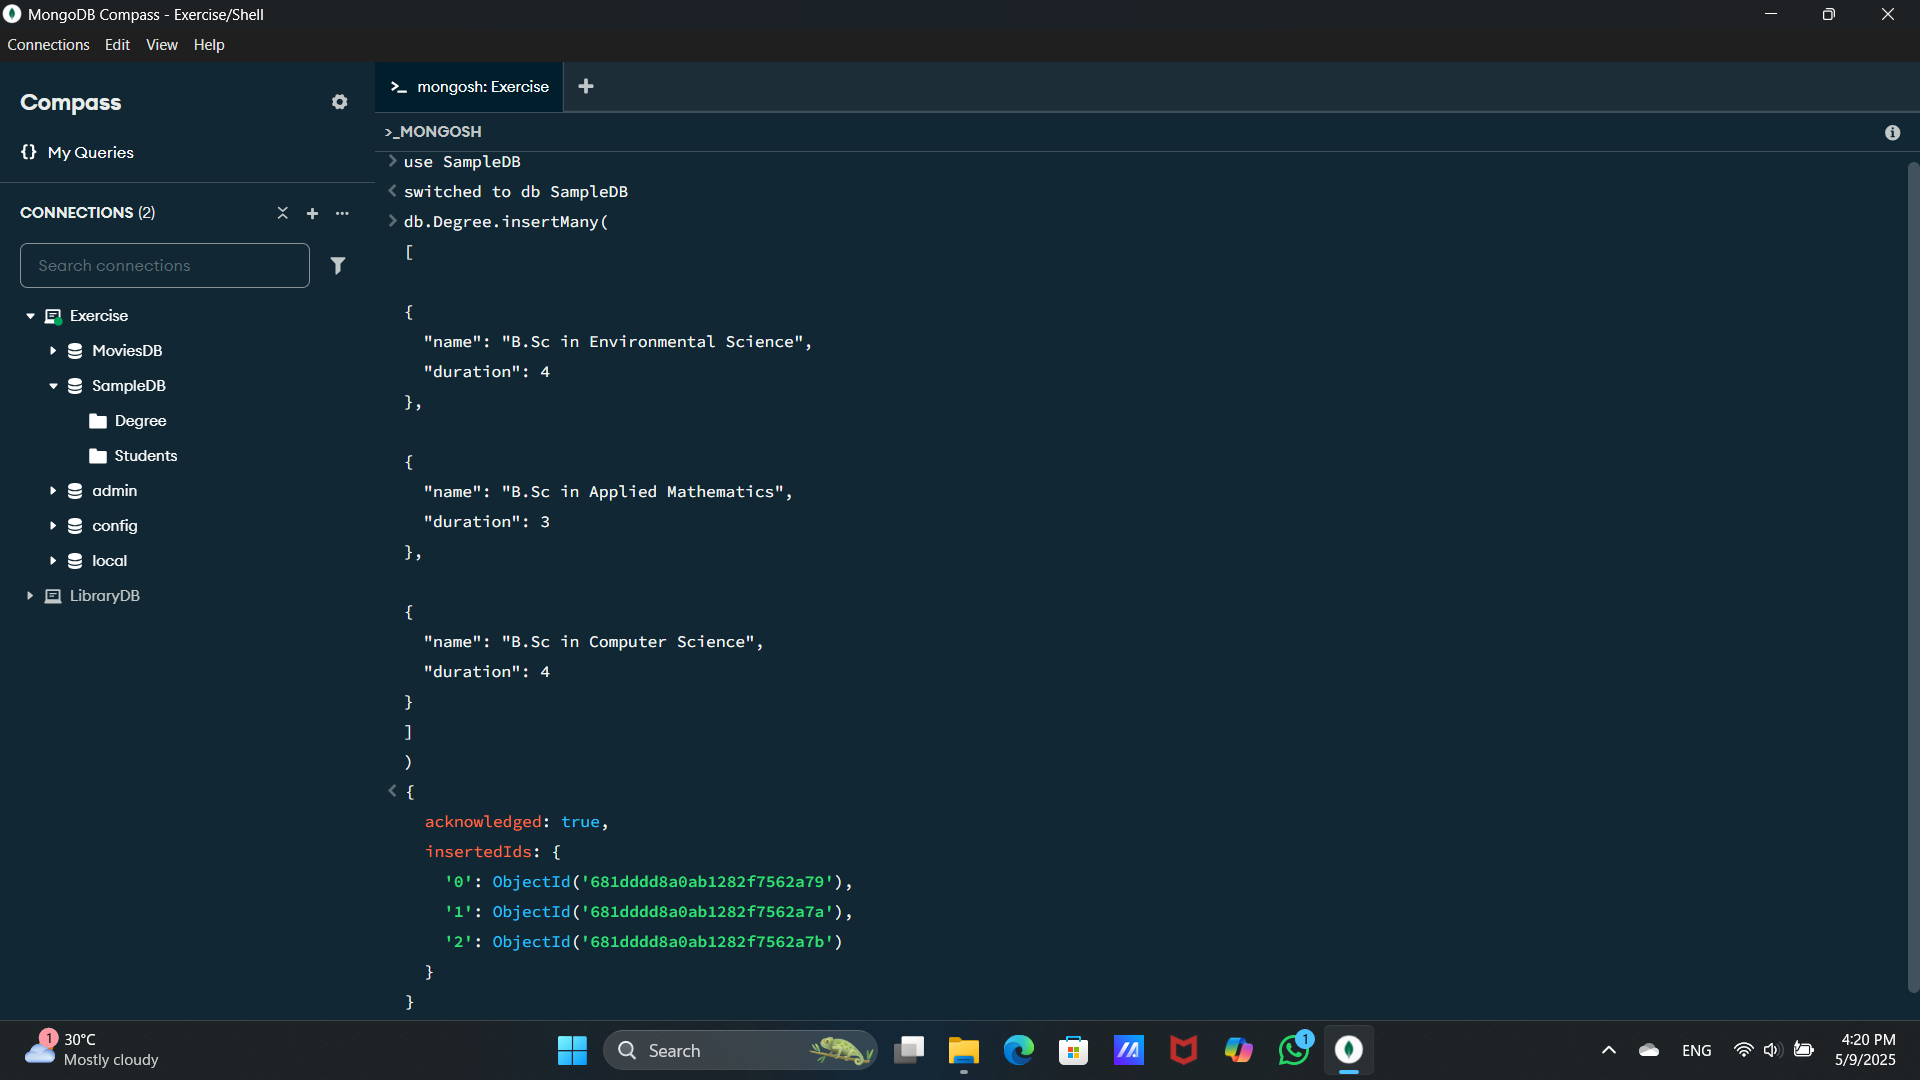 MongoDB Compass - Exercise/Shell
Connections Edit View Help
Compass
My Queries
CONNECTIONS (2)
Search connections
Exercise
MoviesDB
SampleDB
Degree
Students
admin
config
local
LibraryDB
>_ mongosh: Exercise +
>_MONGOSH
> use SampleDB
< switched to db SampleDB
> db.Degree.insertMany(
[
{
"name": "B.Sc in Environmental Science",
"duration": 4
},
{
"name": "B.Sc in Applied Mathematics",
"duration": 3
},
{
"name": "B.Sc in Computer Science",
"duration": 4
}
]
)
< {
acknowledged: true,
insertedIds: {
'0': ObjectId('681dddd8a0ab1282f7562a79'),
'1': ObjectId('681dddd8a0ab1282f7562a7a'),
'2': ObjectId('681dddd8a0ab1282f7562a7b')
}
}
1
30°C
Mostly cloudy
Search
1
ENG
4:20 PM
5/9/2025